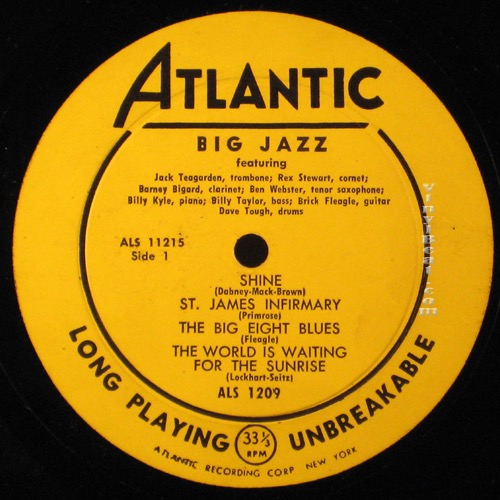 ATLANTIC
BIG JAZZ
featuring
Jack Teagarden, trombone; Rex Stewart, cornet;
Barney Bigard, clarinet; Ben Webster, tenor saxophone;
Billy Kyle, piano; Billy Taylor, bass; Brick Fleagle, guitar
Dave Tough, drums
ALS 11215
Side 1
SHINE
(Dabney-Mack-Brown)
ST. JAMES INFIRMARY
(Primrose)
THE BIG EIGHT BLUES
(Fleagle)
THE WORLD IS WAITING
FOR THE SUNRISE
(Lockhart-Seitz)
ALS 1209
LONG PLAYING 33 1/3 RPM UNBREAKABLE
ATLANTIC RECORDING CORP NEW YORK